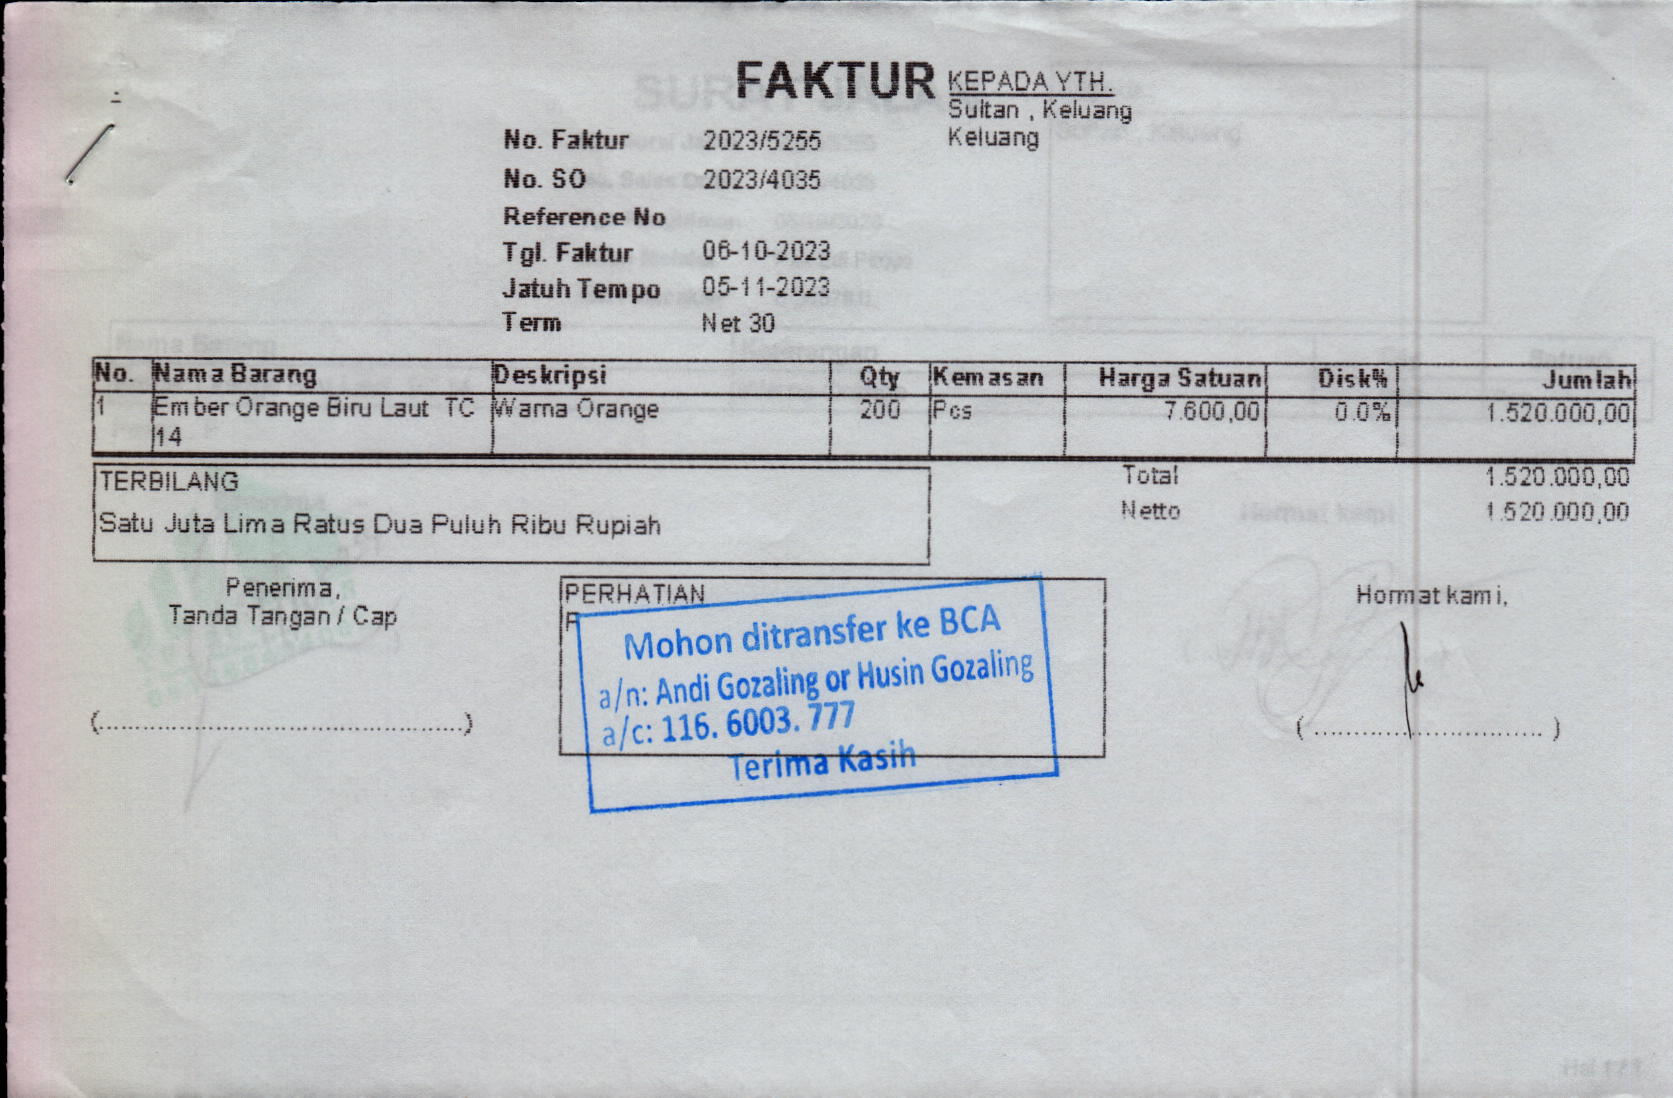 FAKTUR
KEPADA YTH.
Sultan , Keluang
Keluang
No. Faktur 2023/5255
No. SO 2023/4035
Reference No
Tgl. Faktur 06-10-2023
Jatuh Tempo 05-11-2023
Term Net 30
No. Nama Barang Deskripsi Qty Kemasan Harga Satuan Disk% Jumlah
1 Ember Orange Biru Laut TC Warna Orange 200 Pcs 7.600,00 0.0% 1.520.000,00
14
TERBILANG
Satu Juta Lima Ratus Dua Puluh Ribu Rupiah
Total 1.520.000,00
Netto 1.520.000,00
Penerima,
Tanda Tangan / Cap
(..............................................)
PERHATIAN
Mohon ditransfer ke BCA
a/n: Andi Gozaling or Husin Gozaling
a/c: 116. 6003. 777
Terima Kasih
Hormat kami,
(............................. )